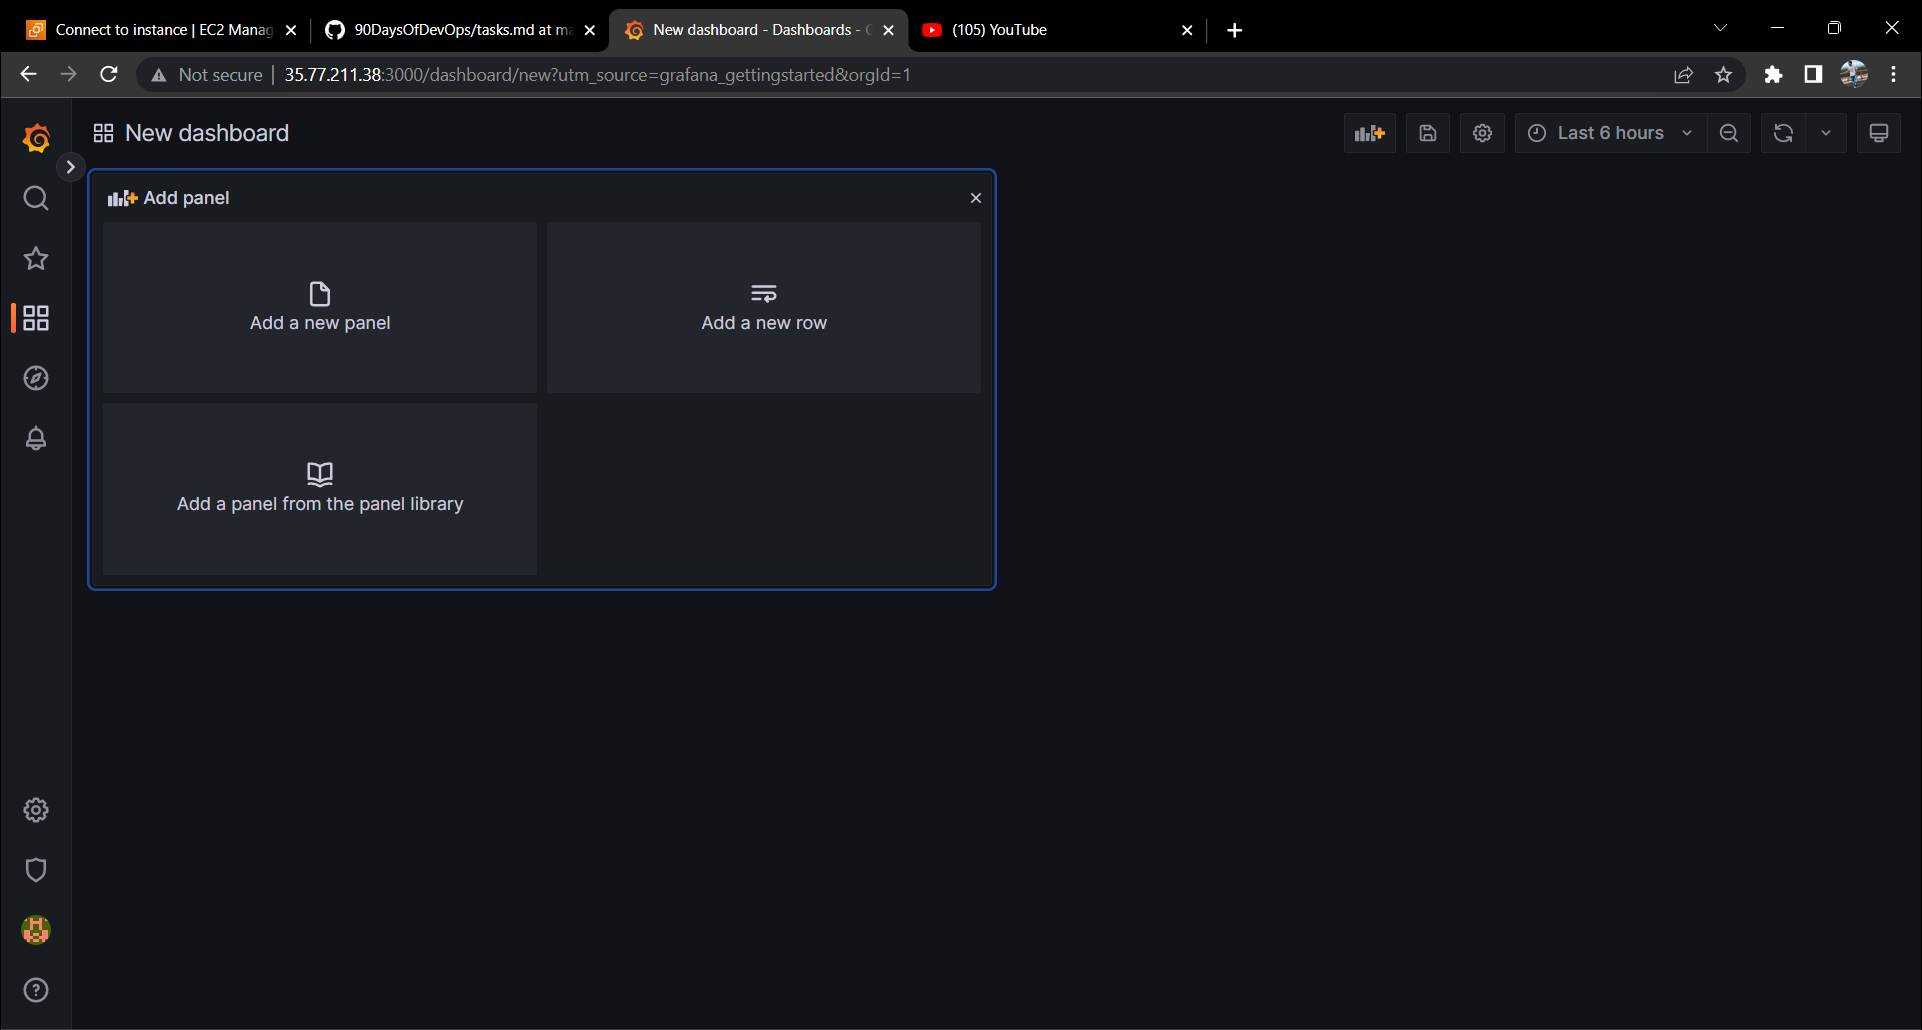 Connect to instance | EC2 Manag
90DaysOfDevOps/tasks.md at ma
New dashboard - Dashboards -
(105) YouTube
Not secure
35.77.211.38:3000/dashboard/new?utm_source=grafana_gettingstarted&orgId=1
New dashboard
Last 6 hours
Add panel
Add a new panel
Add a new row
Add a panel from the panel library